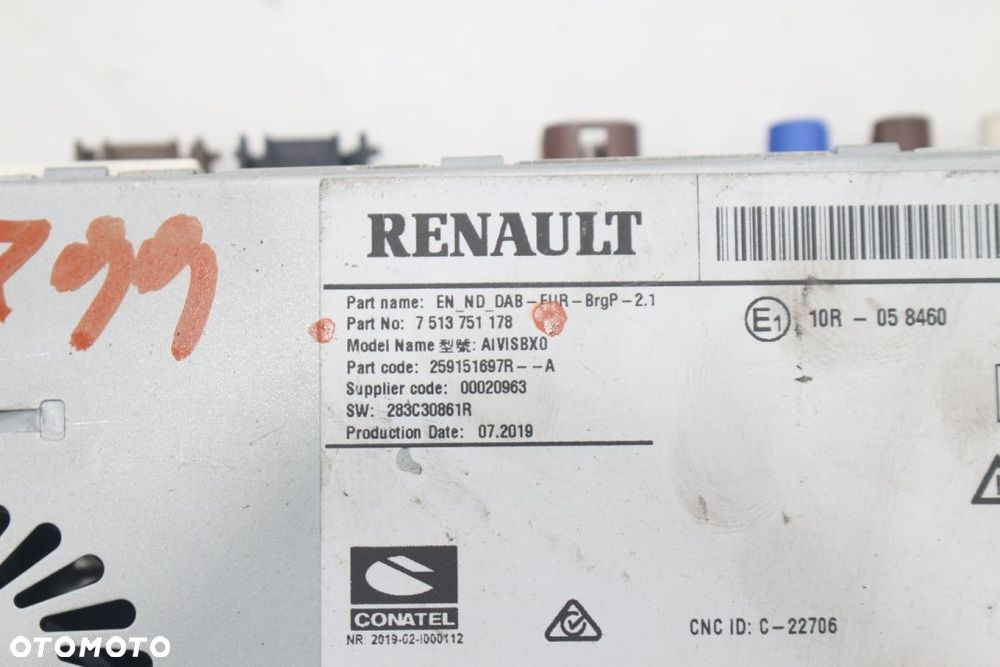 799
RENAULT
Part name: EN_ND_DAB-EUR-BrgP-2.1
Part No: 7 513 751 178
Model Name 型號: AIVISBX0
Part code: 259151697R--A
Supplier code: 00020963
SW: 283C30861R
Production Date: 07.2019
E1 10R - 05 8460
CONATEL
NR: 2019-02-I000112
CNC ID: C-22706
OTOMOTO